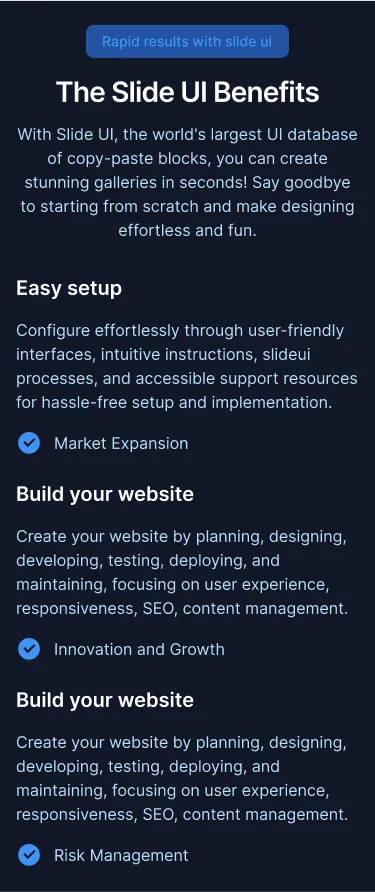 Rapid results with slide ui
The Slide UI Benefits
With Slide UI, the world's largest UI database
of copy-paste blocks, you can create
stunning galleries in seconds! Say goodbye
to starting from scratch and make designing
effortless and fun.
Easy setup
Configure effortlessly through user-friendly
interfaces, intuitive instructions, slideui
processes, and accessible support resources
for hassle-free setup and implementation.
Market Expansion
Build your website
Create your website by planning, designing,
developing, testing, deploying, and
maintaining, focusing on user experience,
responsiveness, SEO, content management.
Innovation and Growth
Build your website
Create your website by planning, designing,
developing, testing, deploying, and
maintaining, focusing on user experience,
responsiveness, SEO, content management.
Risk Management